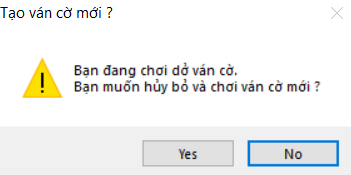 Tạo ván cờ mới ?
Bạn đang chơi dở ván cờ.
Bạn muốn hủy bỏ và chơi ván cờ mới ?
Yes
No